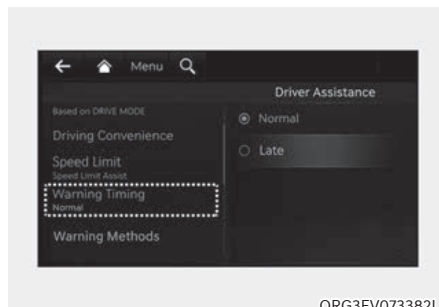 Menu
Driver Assistance
Based on DRIVE MODE
Driving Convenience
Speed Limit
Speed Limit Assist
Warning Timing
Normal
Warning Methods
Normal
Late